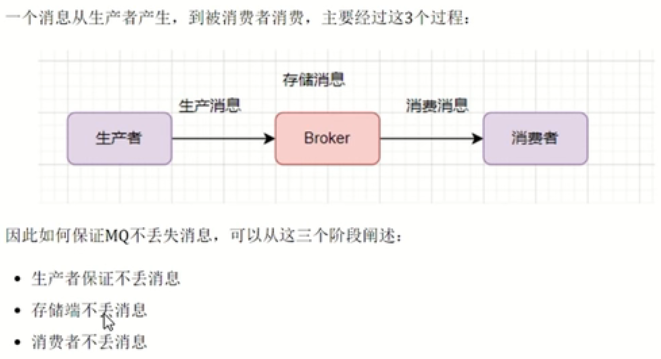 一个消息从生产者产生，到被消费者消费，主要经过这3个过程：
存储消息
生产消息
消费消息
生产者
Broker
消费者
因此如何保证MQ不丢失消息，可以从这三个阶段阐述：
• 生产者保证不丢消息
• 存储端不丢消息
• 消费者不丢消息